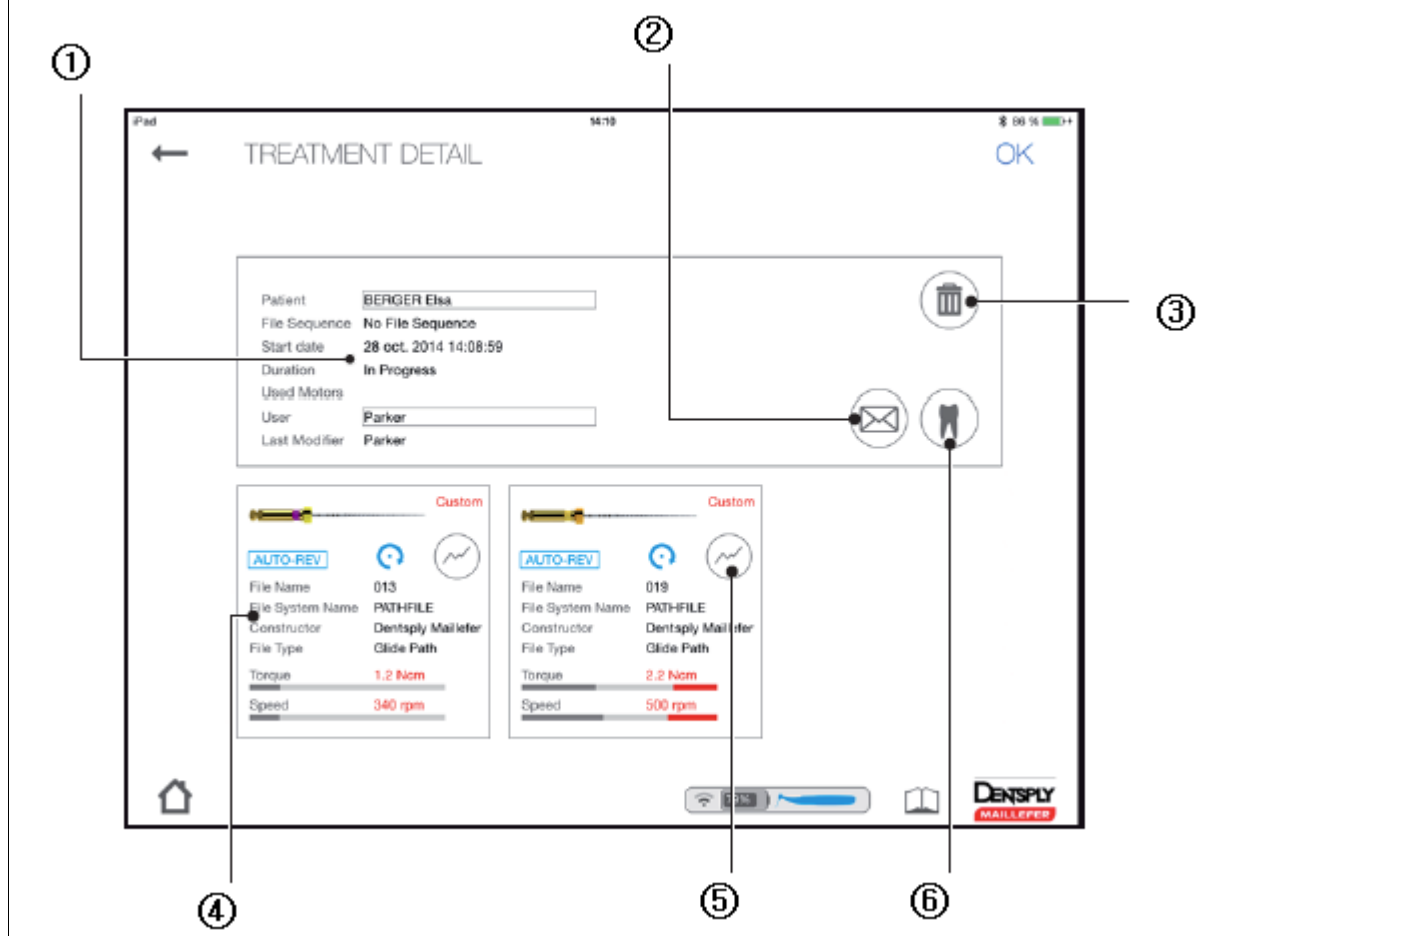 ① ②
iPad 14:10 86 %
TREATMENT DETAIL OK
Patient BERGER Elsa
File Sequence No File Sequence
③
Start date 28 oct. 2014 14:08:59
Duration In Progress
Used Motors
User Parker
Last Modifier Parker
Custom Custom
AUTO-REV AUTO-REV
File Name 013 File Name 019
File System Name PATHFILE File System Name PATHFILE
Constructor Dentsply Maillefer Constructor Dentsply Maillefer
File Type Glide Path File Type Glide Path
Torque 1.2 Ncm Torque 2.2 Ncm
Speed 340 rpm Speed 500 rpm
DENTSPLY
MAILLEFER
④ ⑤ ⑥